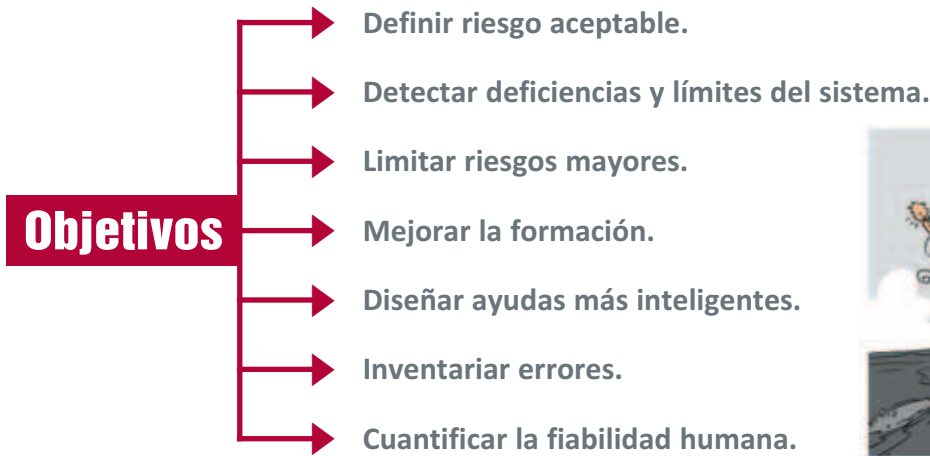 Objetivos
Definir riesgo aceptable.
Detectar deficiencias y límites del sistema.
Limitar riesgos mayores.
Mejorar la formación.
Diseñar ayudas más inteligentes.
Inventariar errores.
Cuantificar la fiabilidad humana.